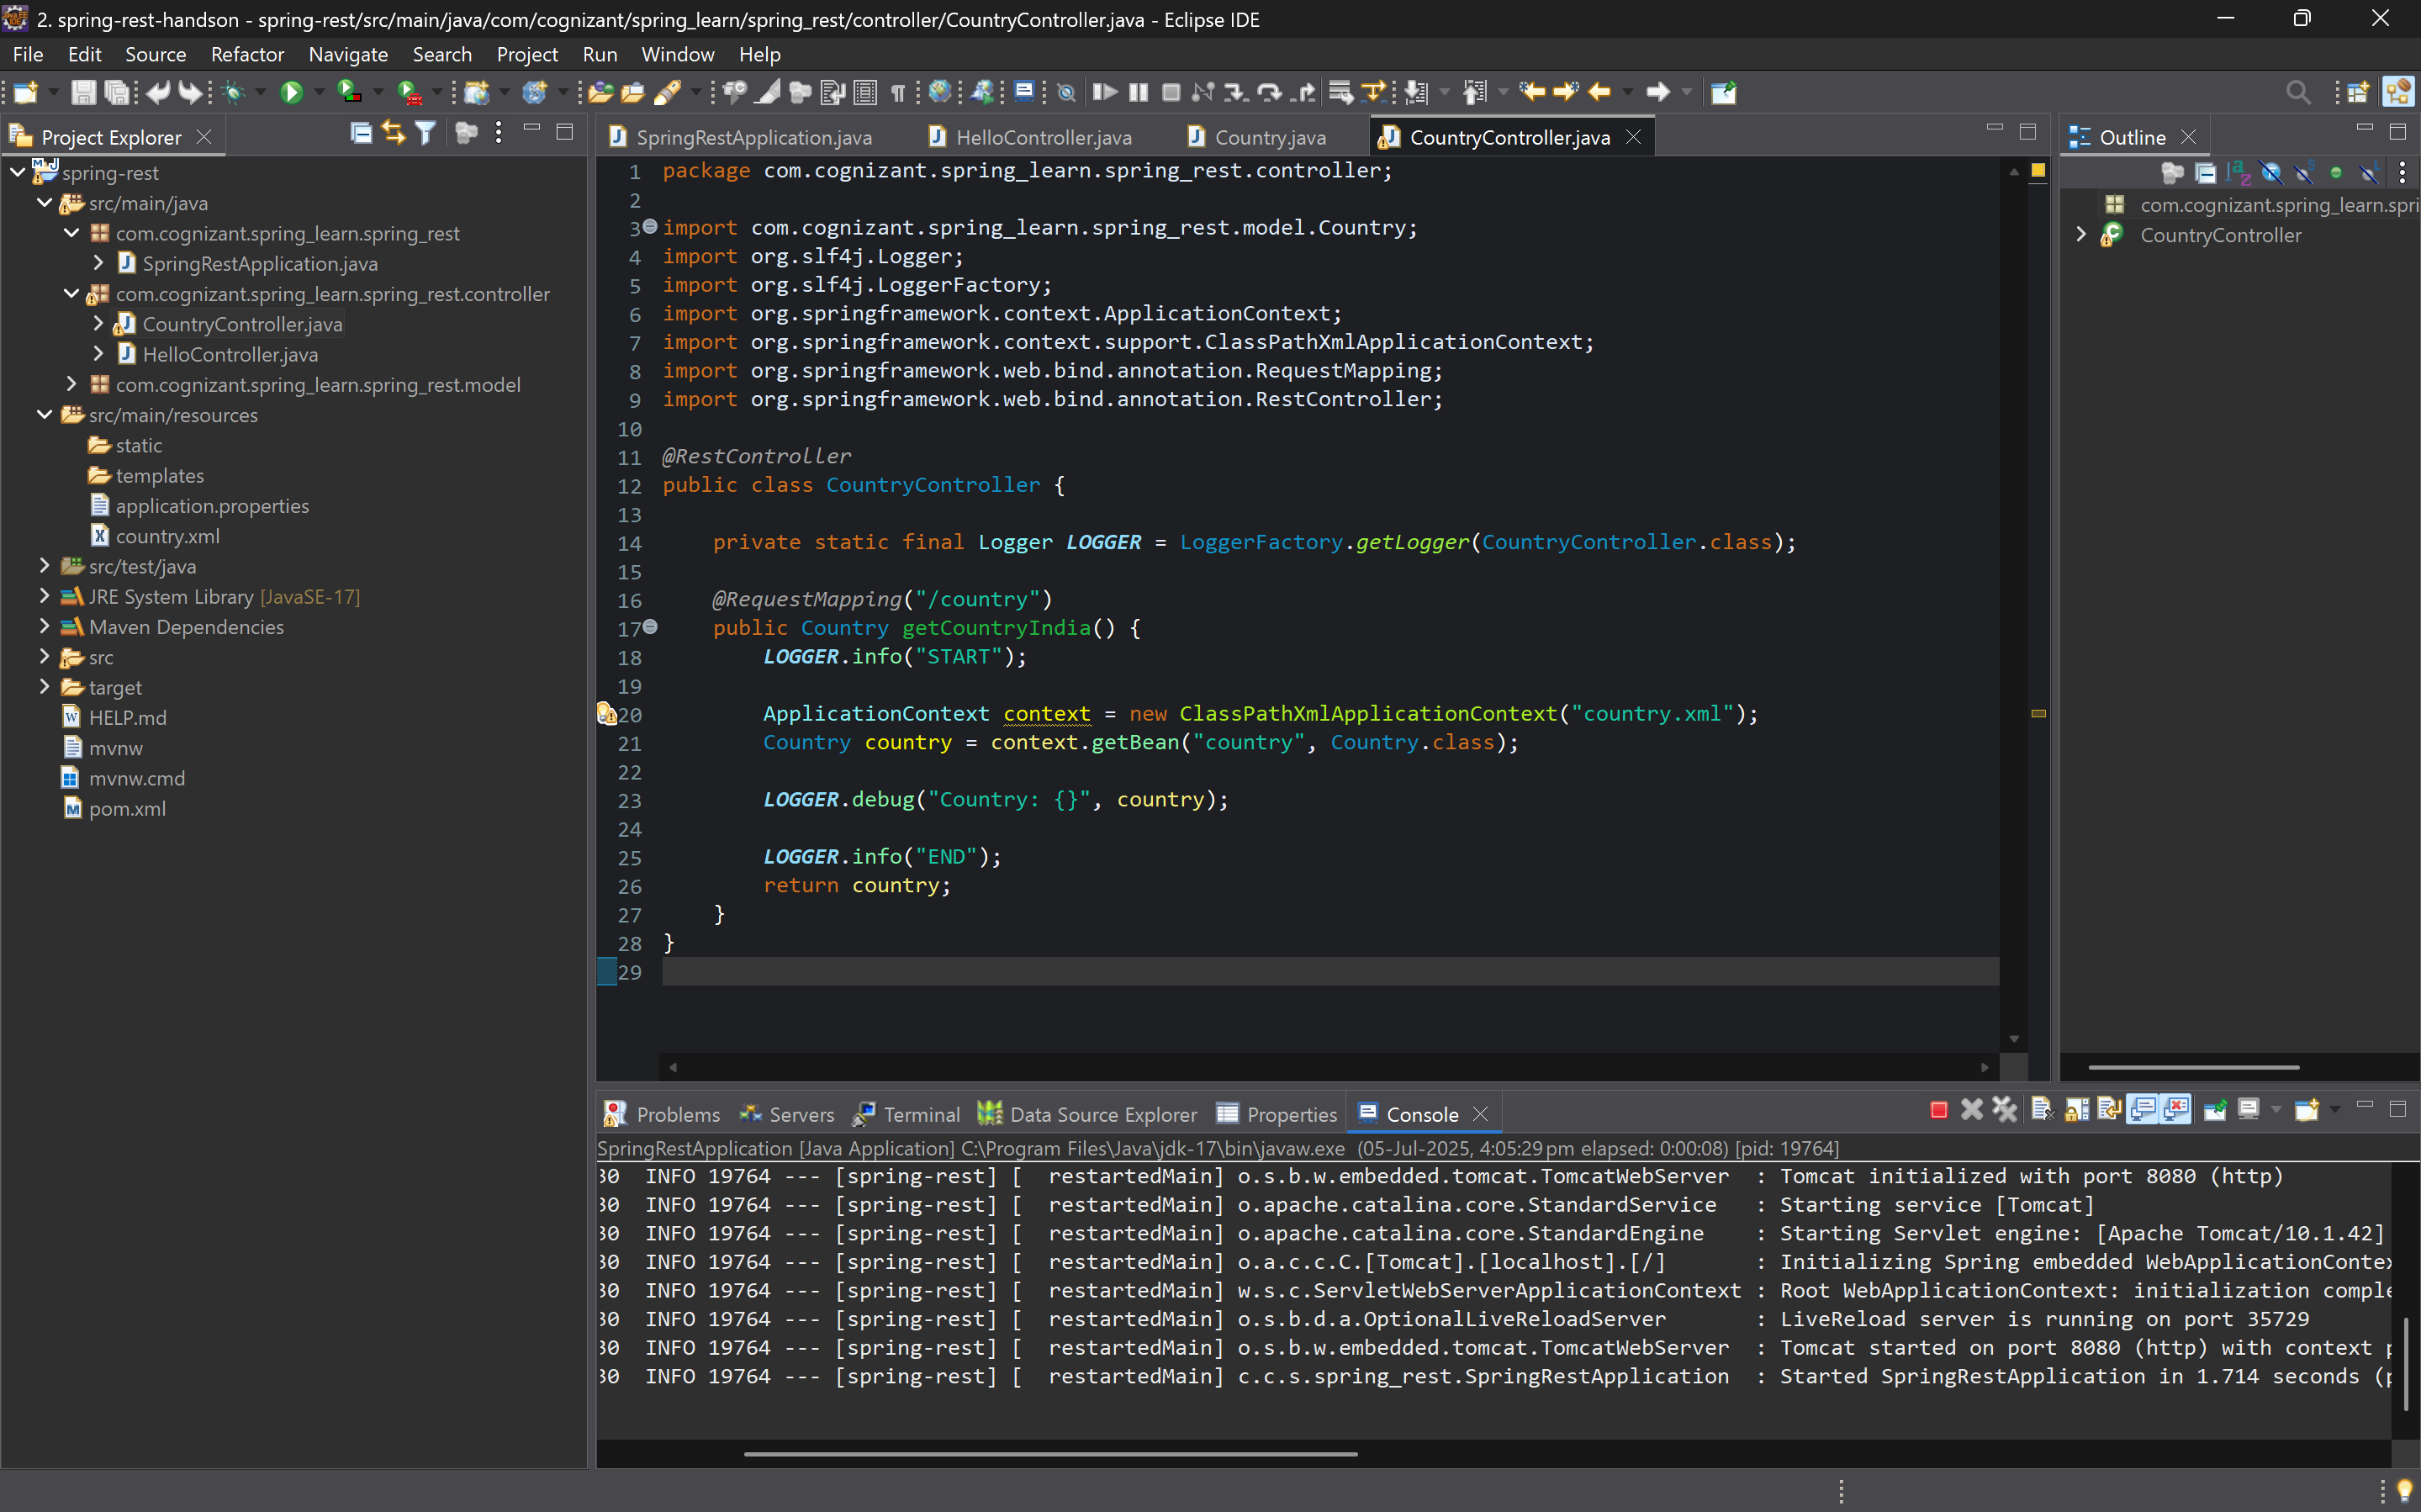 2. spring-rest-handson - spring-rest/src/main/java/com/cognizant/spring_learn/spring_rest/controller/CountryController.java - Eclipse IDE
File Edit Source Refactor Navigate Search Project Run Window Help
Project Explorer
spring-rest
src/main/java
com.cognizant.spring_learn.spring_rest
SpringRestApplication.java
com.cognizant.spring_learn.spring_rest.controller
CountryController.java
HelloController.java
com.cognizant.spring_learn.spring_rest.model
src/main/resources
static
templates
application.properties
country.xml
src/test/java
JRE System Library [JavaSE-17]
Maven Dependencies
src
target
HELP.md
mvnw
mvnw.cmd
pom.xml
SpringRestApplication.java HelloController.java Country.java CountryController.java
1 package com.cognizant.spring_learn.spring_rest.controller;
2
3 import com.cognizant.spring_learn.spring_rest.model.Country;
4 import org.slf4j.Logger;
5 import org.slf4j.LoggerFactory;
6 import org.springframework.context.ApplicationContext;
7 import org.springframework.context.support.ClassPathXmlApplicationContext;
8 import org.springframework.web.bind.annotation.RequestMapping;
9 import org.springframework.web.bind.annotation.RestController;
10
11 @RestController
12 public class CountryController {
13
14 private static final Logger LOGGER = LoggerFactory.getLogger(CountryController.class);
15
16 @RequestMapping("/country")
17 public Country getCountryIndia() {
18 LOGGER.info("START");
19
20 ApplicationContext context = new ClassPathXmlApplicationContext("country.xml");
21 Country country = context.getBean("country", Country.class);
22
23 LOGGER.debug("Country: {}", country);
24
25 LOGGER.info("END");
26 return country;
27 }
28 }
29
Outline
com.cognizant.spring_learn.spri
CountryController
Problems Servers Terminal Data Source Explorer Properties Console
SpringRestApplication [Java Application] C:\Program Files\Java\jdk-17\bin\javaw.exe (05-Jul-2025, 4:05:29 pm elapsed: 0:00:08) [pid: 19764]
30 INFO 19764 --- [spring-rest] [ restartedMain] o.s.b.w.embedded.tomcat.TomcatWebServer : Tomcat initialized with port 8080 (http)
30 INFO 19764 --- [spring-rest] [ restartedMain] o.apache.catalina.core.StandardService : Starting service [Tomcat]
30 INFO 19764 --- [spring-rest] [ restartedMain] o.apache.catalina.core.StandardEngine : Starting Servlet engine: [Apache Tomcat/10.1.42]
30 INFO 19764 --- [spring-rest] [ restartedMain] o.a.c.c.C.[Tomcat].[localhost].[/] : Initializing Spring embedded WebApplicationContex
30 INFO 19764 --- [spring-rest] [ restartedMain] w.s.c.ServletWebServerApplicationContext : Root WebApplicationContext: initialization comple
30 INFO 19764 --- [spring-rest] [ restartedMain] o.s.b.d.a.OptionalLiveReloadServer : LiveReload server is running on port 35729
30 INFO 19764 --- [spring-rest] [ restartedMain] o.s.b.w.embedded.tomcat.TomcatWebServer : Tomcat started on port 8080 (http) with context p
30 INFO 19764 --- [spring-rest] [ restartedMain] c.c.s.spring_rest.SpringRestApplication : Started SpringRestApplication in 1.714 seconds (p